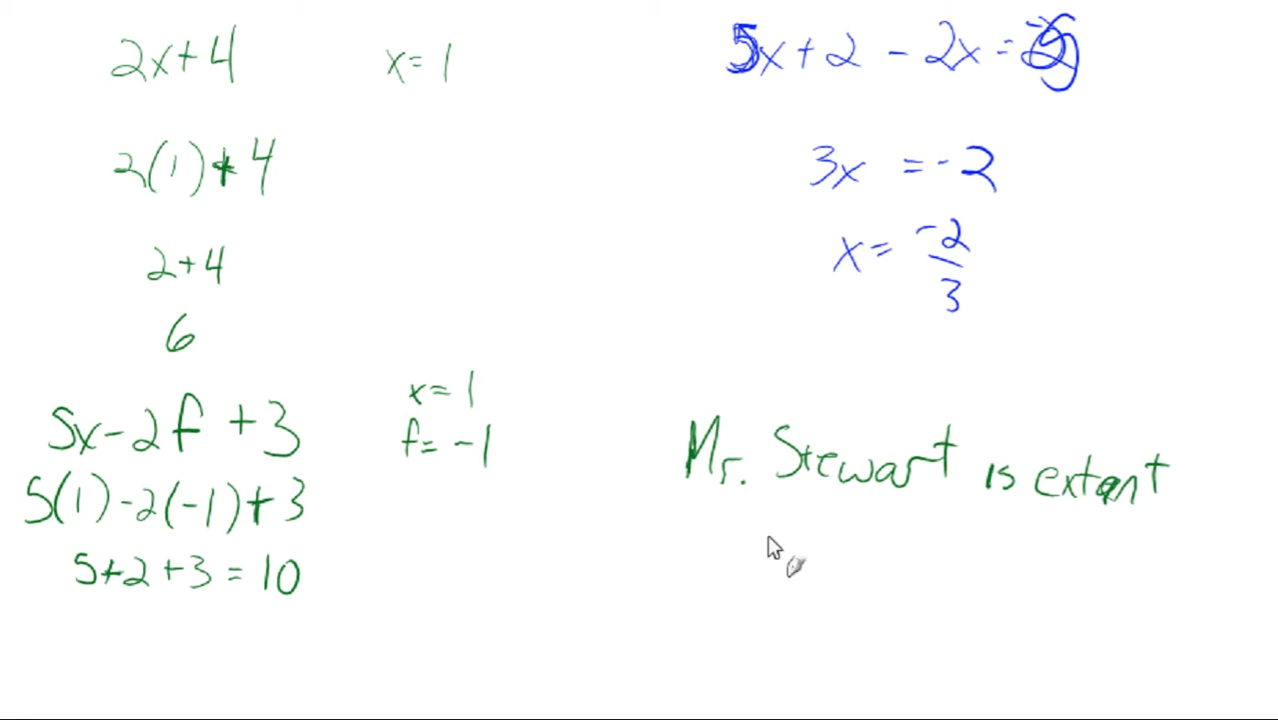 2x+4
x=1
2(1)+4
2+4
6
5x-2f+3
x=1
f=-1
5(1)-2(-1)+3
5+2+3=10
5x+2-2x=
3x=-2
x=-2/3
Mr. Stewart is extant